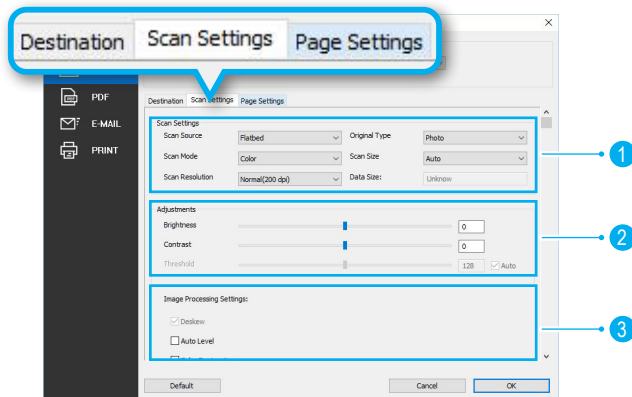 Destination Scan Settings Page Settings
PDF
E-MAIL
PRINT
Destination Scan Settings Page Settings
Scan Settings
Scan Source Flatbed Original Type Photo
Scan Mode Color Scan Size Auto
Scan Resolution Normal(200 dpi) Data Size: Unknow
1
Adjustments
Brightness 0
Contrast 0
Threshold 128 Auto
2
Image Processing Settings:
Deskew
Auto Level
3
Default Cancel OK